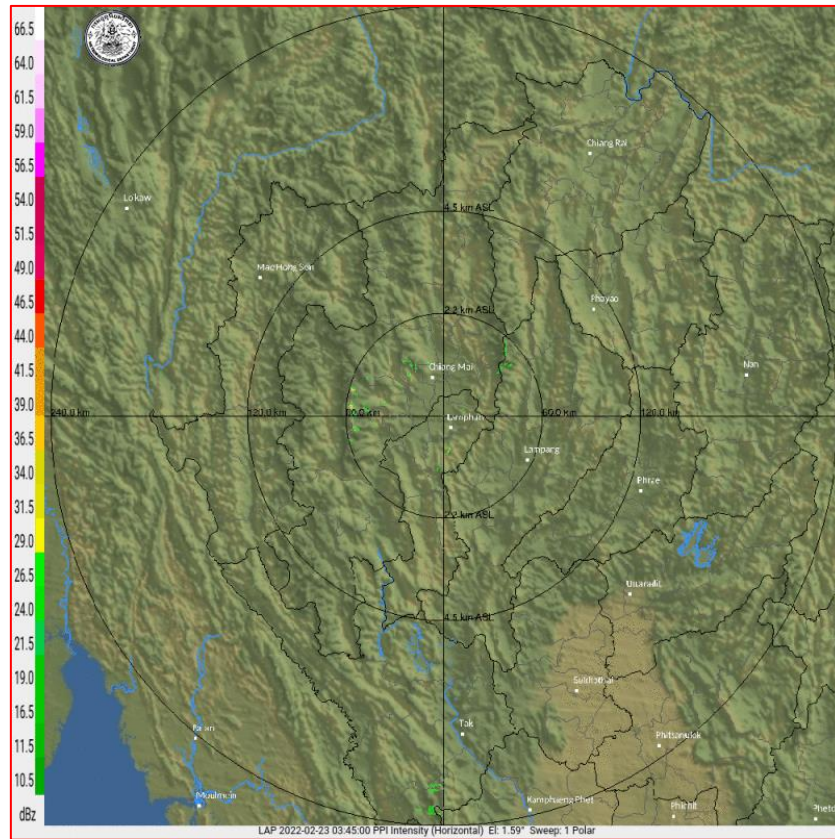 66.5
64.0
61.5
59.0
56.5
54.0
51.5
49.0
46.5
44.0
41.5
39.0
36.5
34.0
31.5
29.0
26.5
24.0
21.5
19.0
16.5
14.0
11.5
10.5
dBz
Chiang Rai
Lo kaw
4.5 km ASL
Mae Hong Son
Phayao
2.2 km ASL
Nan
Chiang Mai
240.0 km
120.0 km
60.0 km
60.0 km
120.0 km
Lamphun
Lampang
Phrae
2.2 km ASL
Uttaradit
4.5 km ASL
Sukhothai
Pa'an
Tak
Phitsanulok
Moulmein
Kamphaeng Phet
Phichit
LAP 2022-02-23 03:45:00 PPI Intensity (Horizontal) El: 1.59° Sweep: 1 Polar